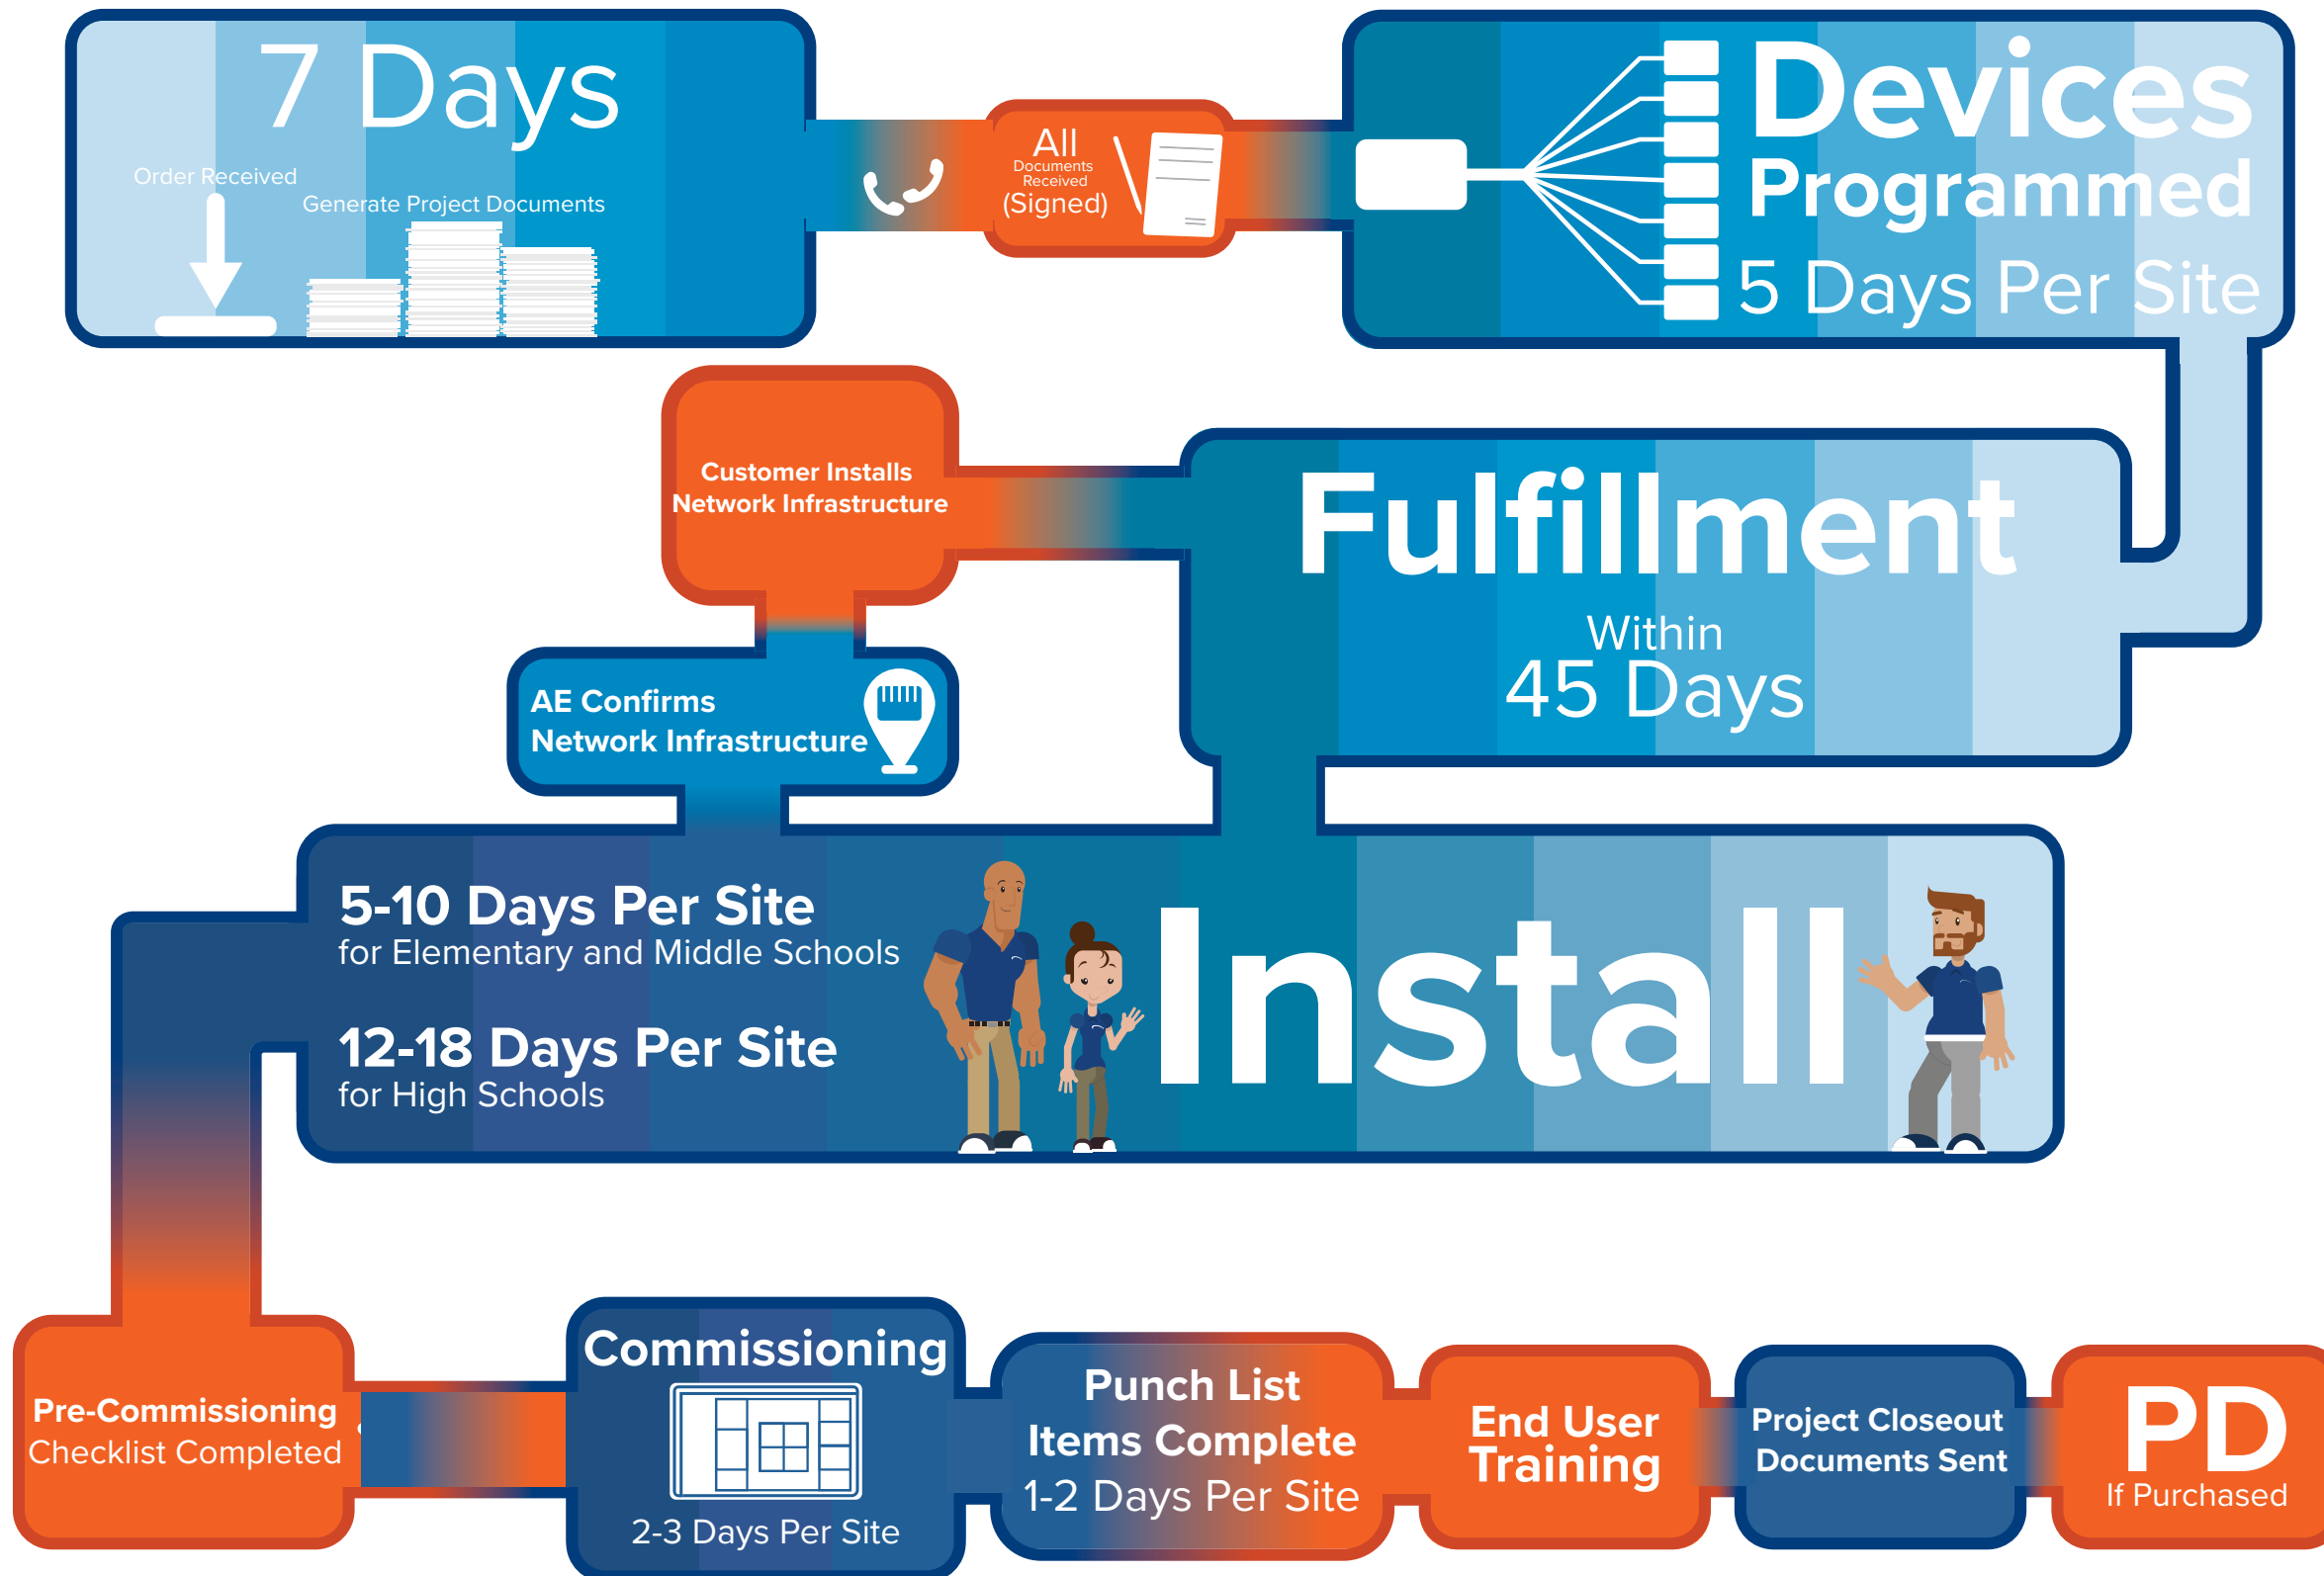 7 Days
Order Received
Generate Project Documents
All
Documents
Received
(Signed)
Devices
Programmed
5 Days Per Site
Customer Installs
Network Infrastructure
Fulfillment
Within
45 Days
AE Confirms
Network Infrastructure
5-10 Days Per Site
for Elementary and Middle Schools
12-18 Days Per Site
for High Schools
Install
Pre-Commissioning
Checklist Completed
Commissioning
2-3 Days Per Site
Punch List
Items Complete
1-2 Days Per Site
End User
Training
Project Closeout
Documents Sent
PD
If Purchased